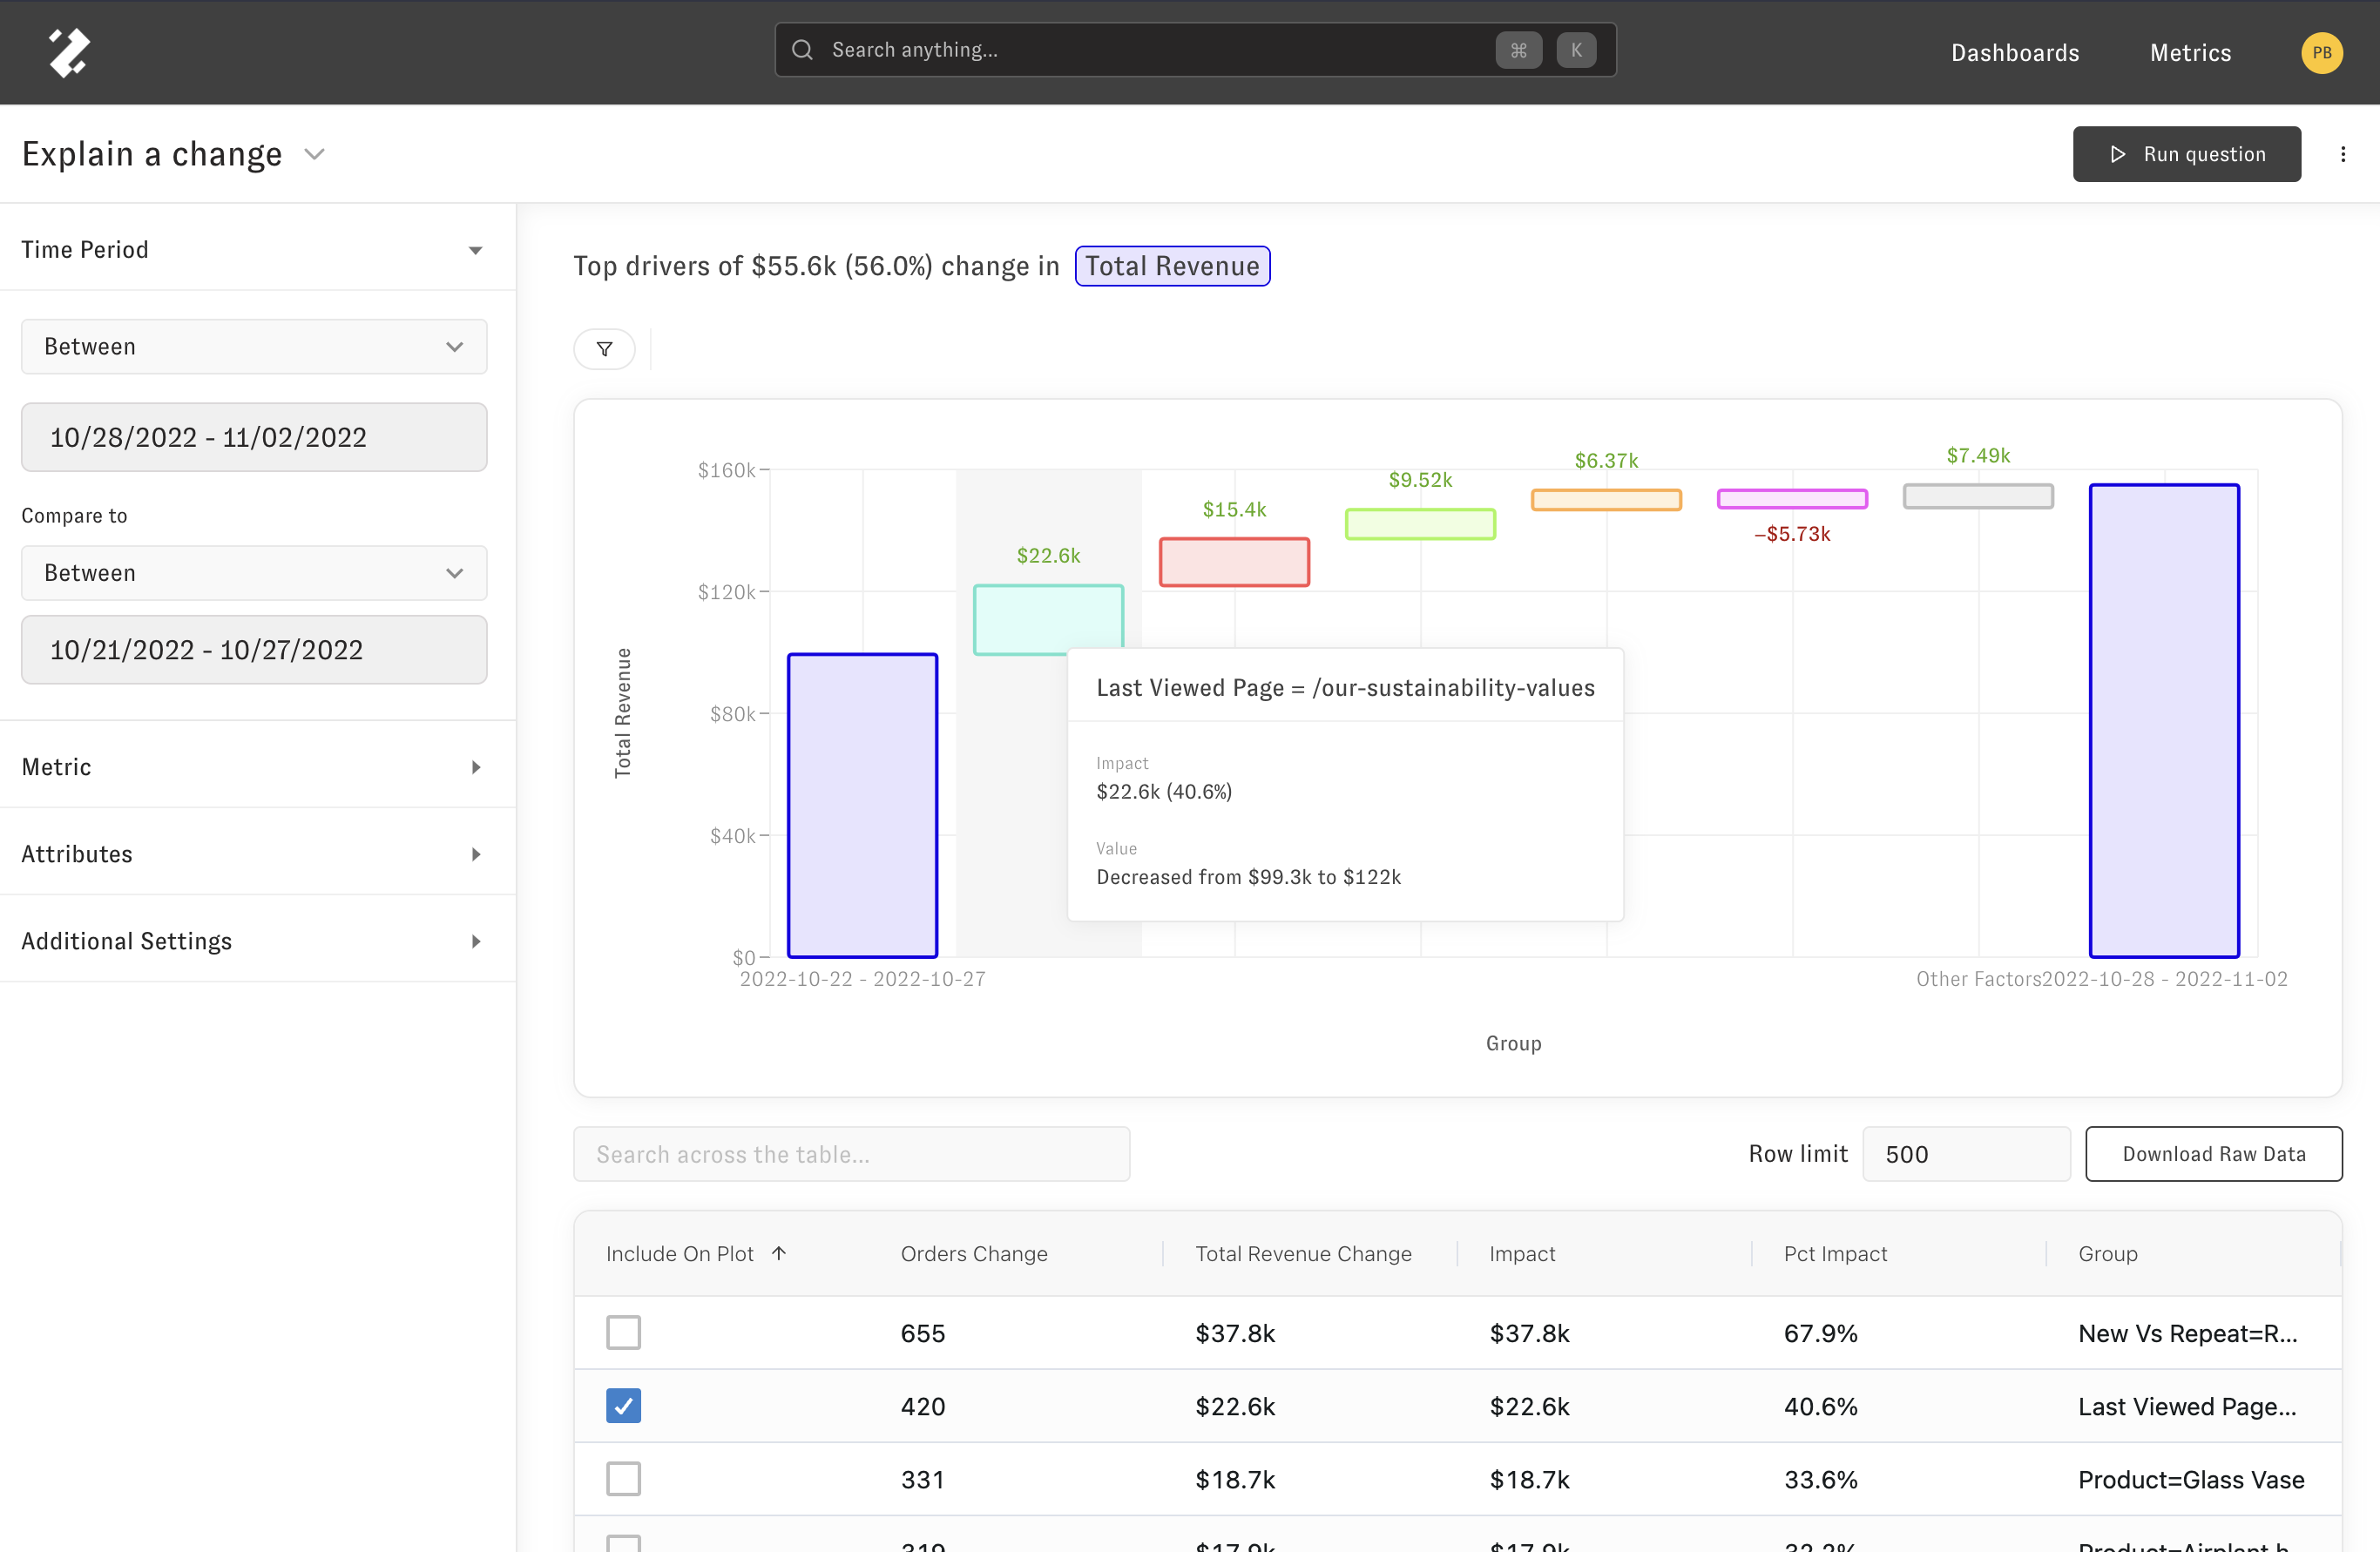 Search anything...
⌘ K
Dashboards
Metrics
PB
Explain a change
Run question
Time Period
Between
10/28/2022 - 11/02/2022
Compare to
Between
10/21/2022 - 10/27/2022
Metric
Attributes
Additional Settings
Top drivers of $55.6k (56.0%) change in Total Revenue
Total Revenue
$160k
$120k
$80k
$40k
$0
$22.6k
$15.4k
$9.52k
$6.37k
–$5.73k
$7.49k
Last Viewed Page = /our-sustainability-values
Impact
$22.6k (40.6%)
Value
Decreased from $99.3k to $122k
2022-10-22 - 2022-10-27
Other Factors
2022-10-28 - 2022-11-02
Group
Search across the table...
Row limit
500
Download Raw Data
Include On Plot Orders Change Total Revenue Change Impact Pct Impact Group
655 $37.8k $37.8k 67.9% New Vs Repeat=R...
420 $22.6k $22.6k 40.6% Last Viewed Page...
331 $18.7k $18.7k 33.6% Product=Glass Vase